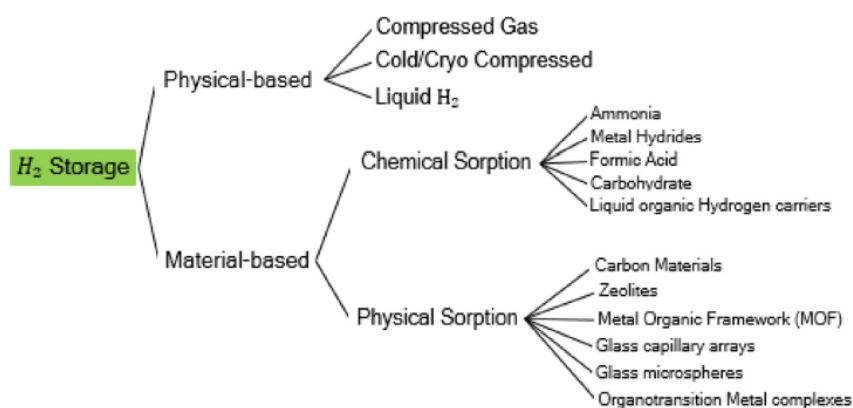 H₂ Storage
Physical-based
Compressed Gas
Cold/Cryo Compressed
Liquid H₂
Material-based
Chemical Sorption
Ammonia
Metal Hydrides
Formic Acid
Carbohydrate
Liquid organic Hydrogen carriers
Physical Sorption
Carbon Materials
Zeolites
Metal Organic Framework (MOF)
Glass capillary arrays
Glass microspheres
Organotransition Metal complexes